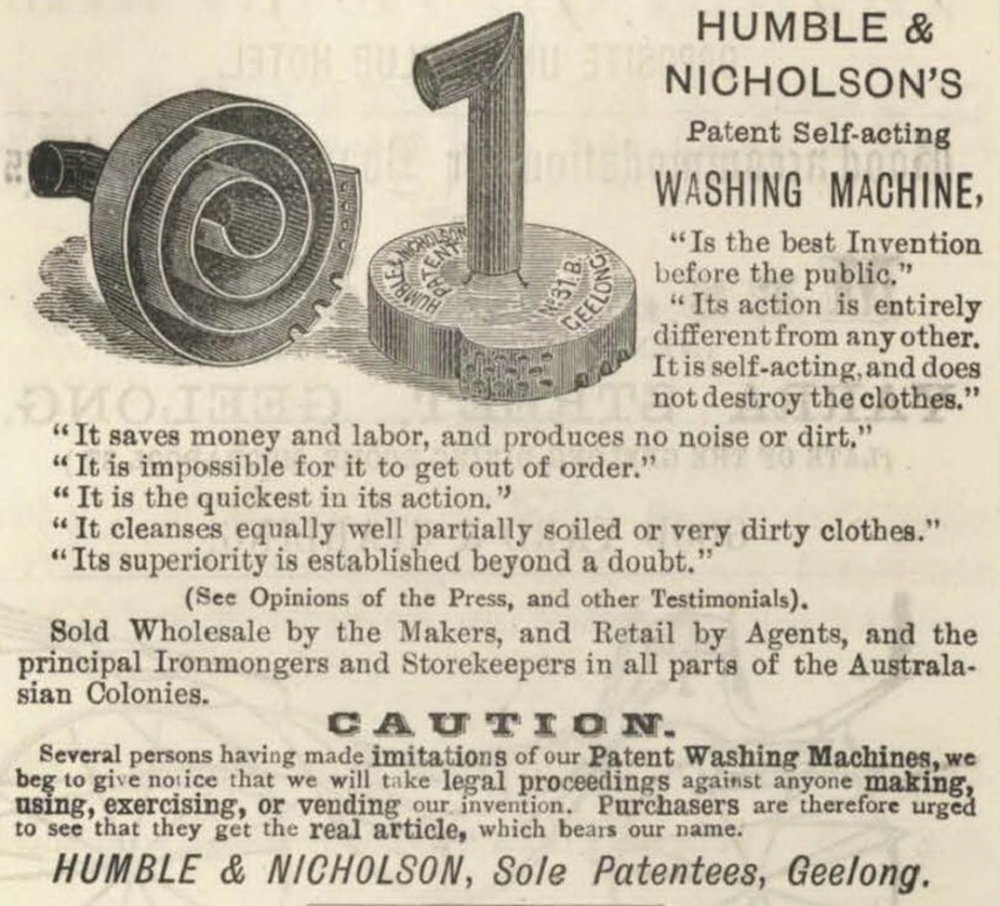 HUMBLE &
NICHOLSON'S
Patent Self-acting
WASHING MACHINE,
HUMBLE & NICHOLSON
PATENT
No 31.B.
GEELONG
"Is the best Invention
before the public."
"Its action is entirely
different from any other.
It is self-acting, and does
not destroy the clothes."
"It saves money and labor, and produces no noise or dirt."
"It is impossible for it to get out of order."
"It is the quickest in its action."
"It cleanses equally well partially soiled or very dirty clothes."
"Its superiority is established beyond a doubt."
(See Opinions of the Press, and other Testimonials).
Sold Wholesale by the Makers, and Retail by Agents, and the
principal Ironmongers and Storekeepers in all parts of the Australa-
sian Colonies.
CAUTION.
Several persons having made imitations of our Patent Washing Machines, we
beg to give notice that we will take legal proceedings against anyone making,
using, exercising, or vending our invention. Purchasers are therefore urged
to see that they get the real article, which bears our name.
HUMBLE & NICHOLSON, Sole Patentees, Geelong.